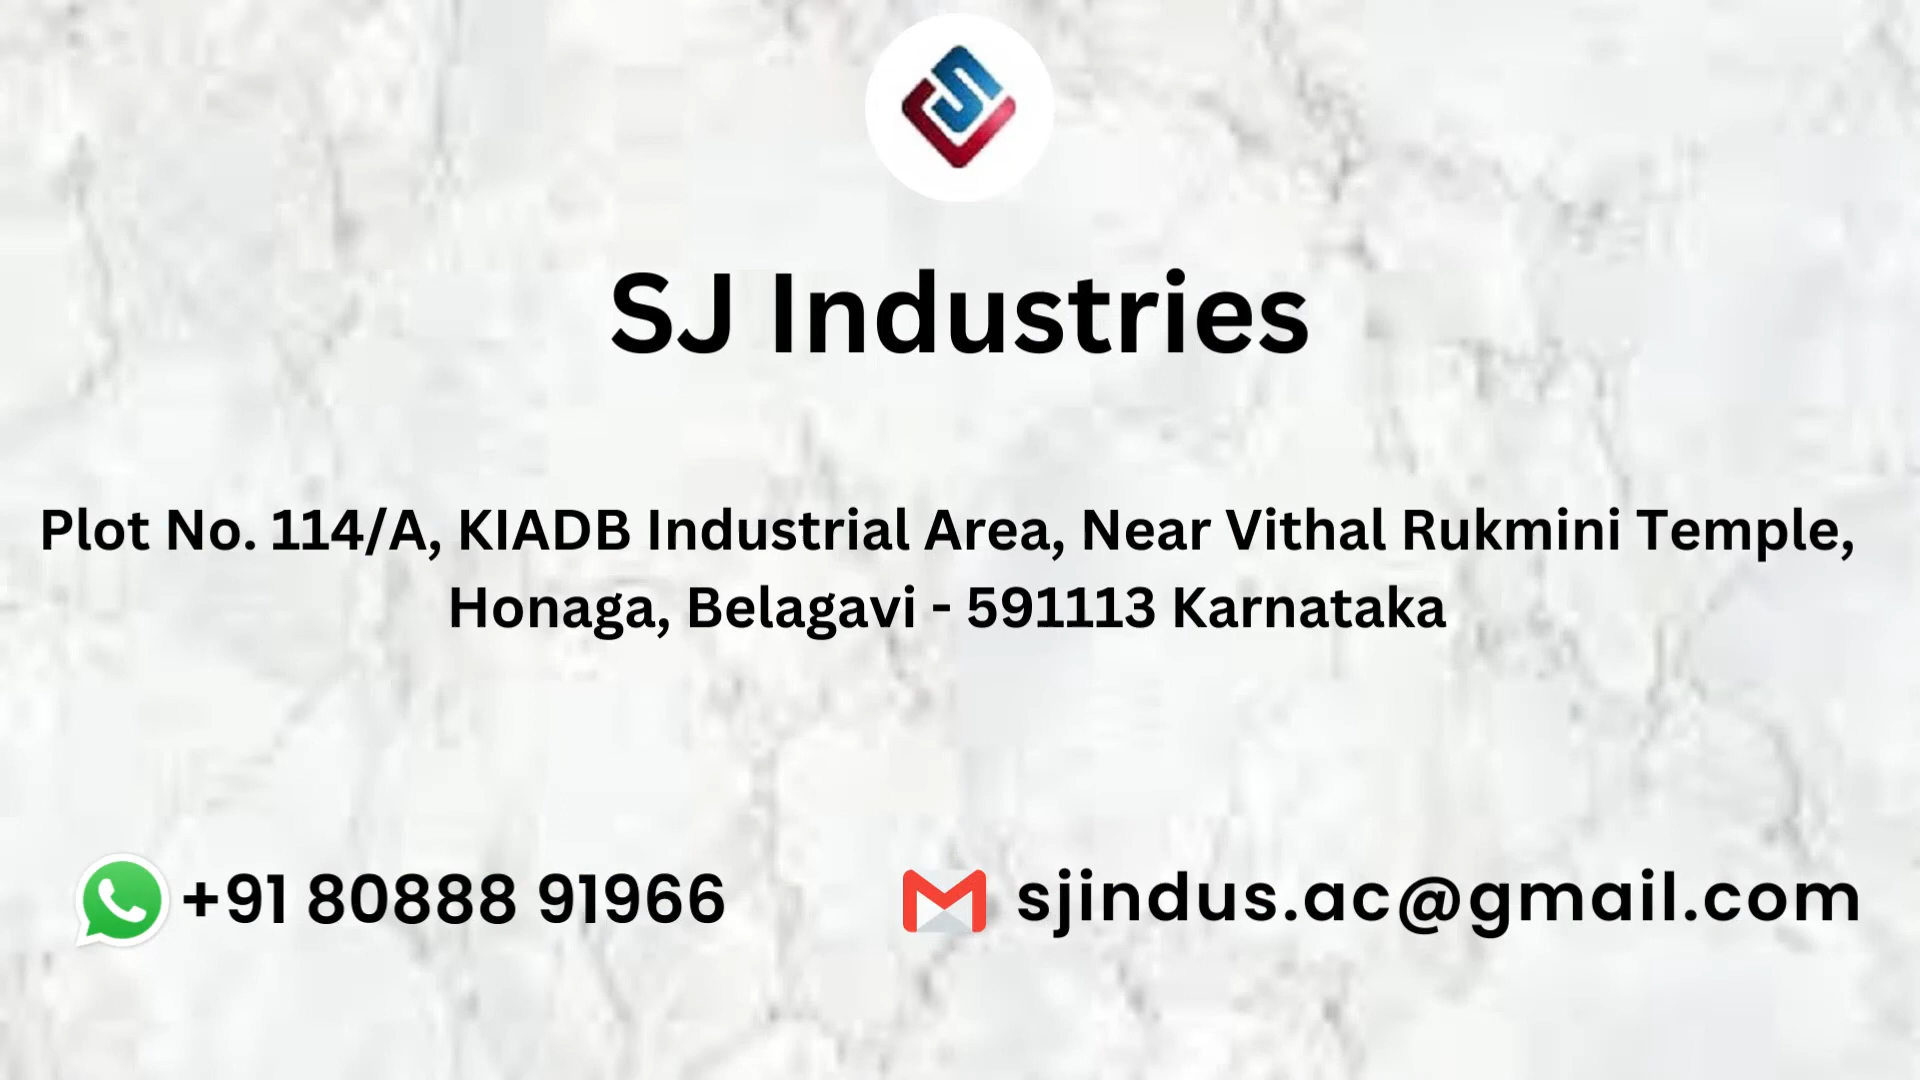 SJ Industries
Plot No. 114/A, KIADB Industrial Area, Near Vithal Rukmini Temple,
Honaga, Belagavi - 591113 Karnataka
+91 80888 91966
sjindus.ac@gmail.com